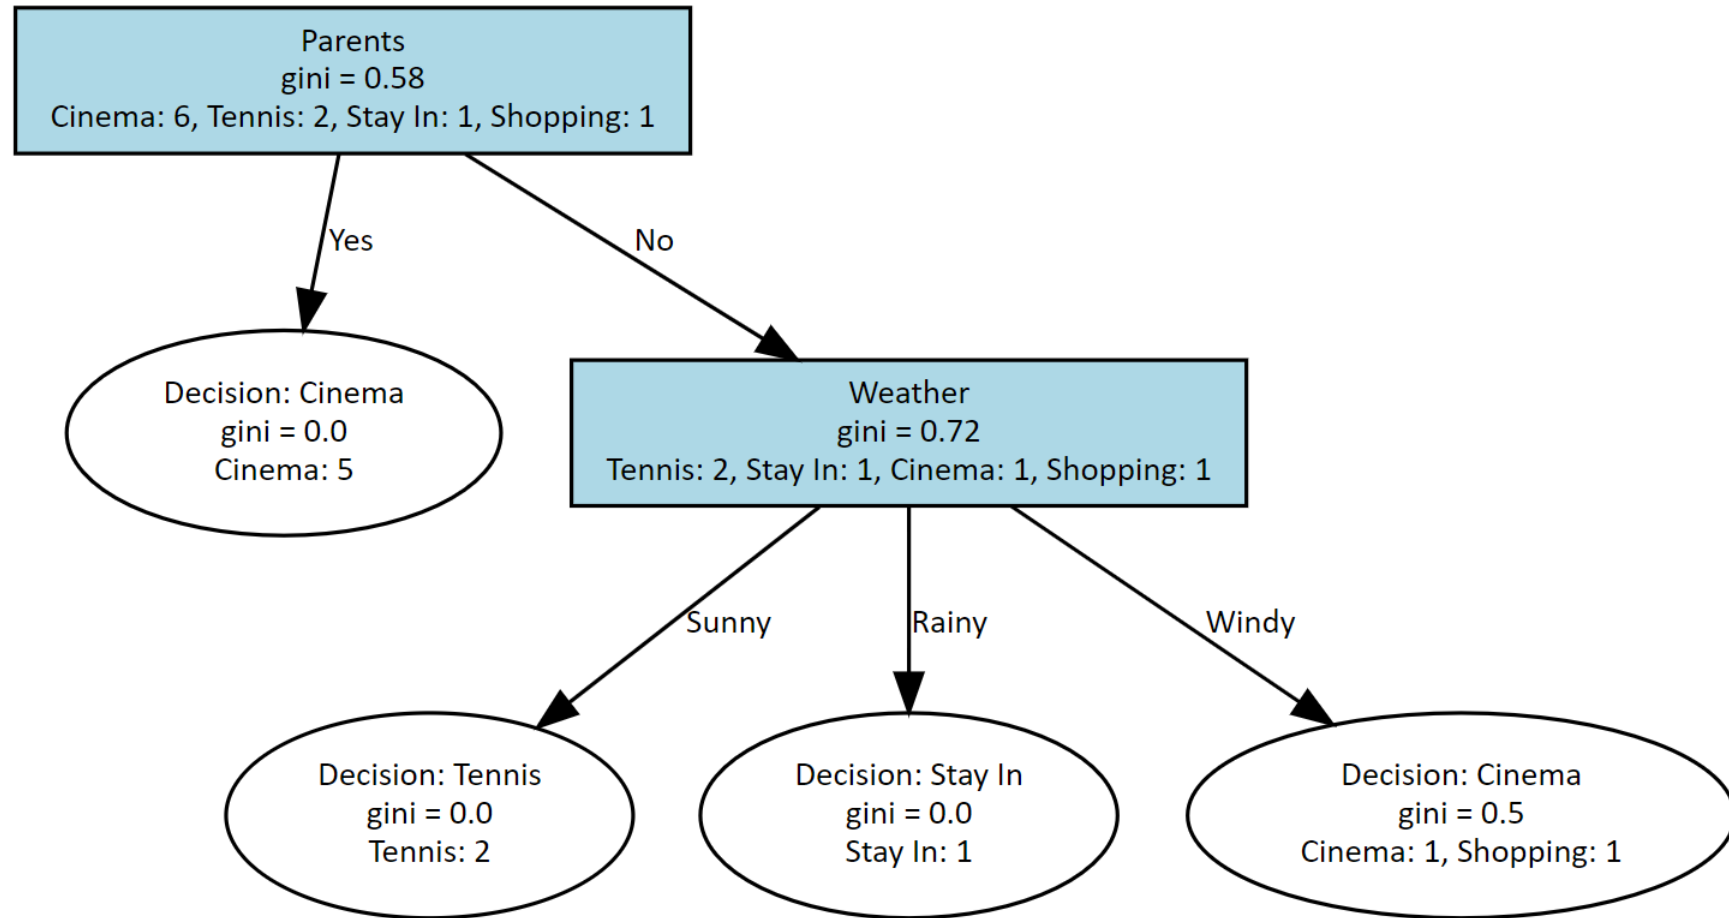 Parents
gini = 0.58
Cinema: 6, Tennis: 2, Stay In: 1, Shopping: 1
Yes
No
Decision: Cinema
gini = 0.0
Cinema: 5
Weather
gini = 0.72
Tennis: 2, Stay In: 1, Cinema: 1, Shopping: 1
Sunny
Rainy
Windy
Decision: Tennis
gini = 0.0
Tennis: 2
Decision: Stay In
gini = 0.0
Stay In: 1
Decision: Cinema
gini = 0.5
Cinema: 1, Shopping: 1